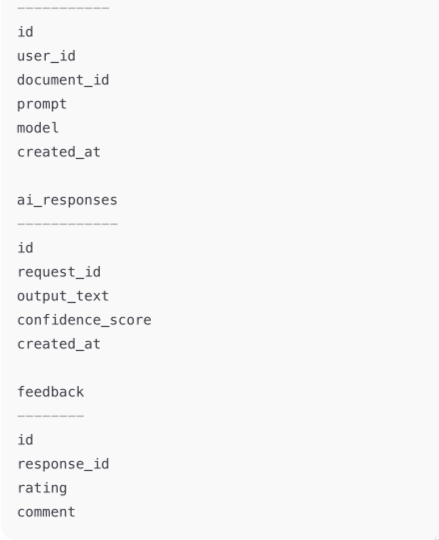 -----------
id
user_id
document_id
prompt
model
created_at

ai_responses
------------
id
request_id
output_text
confidence_score
created_at

feedback
--------
id
response_id
rating
comment